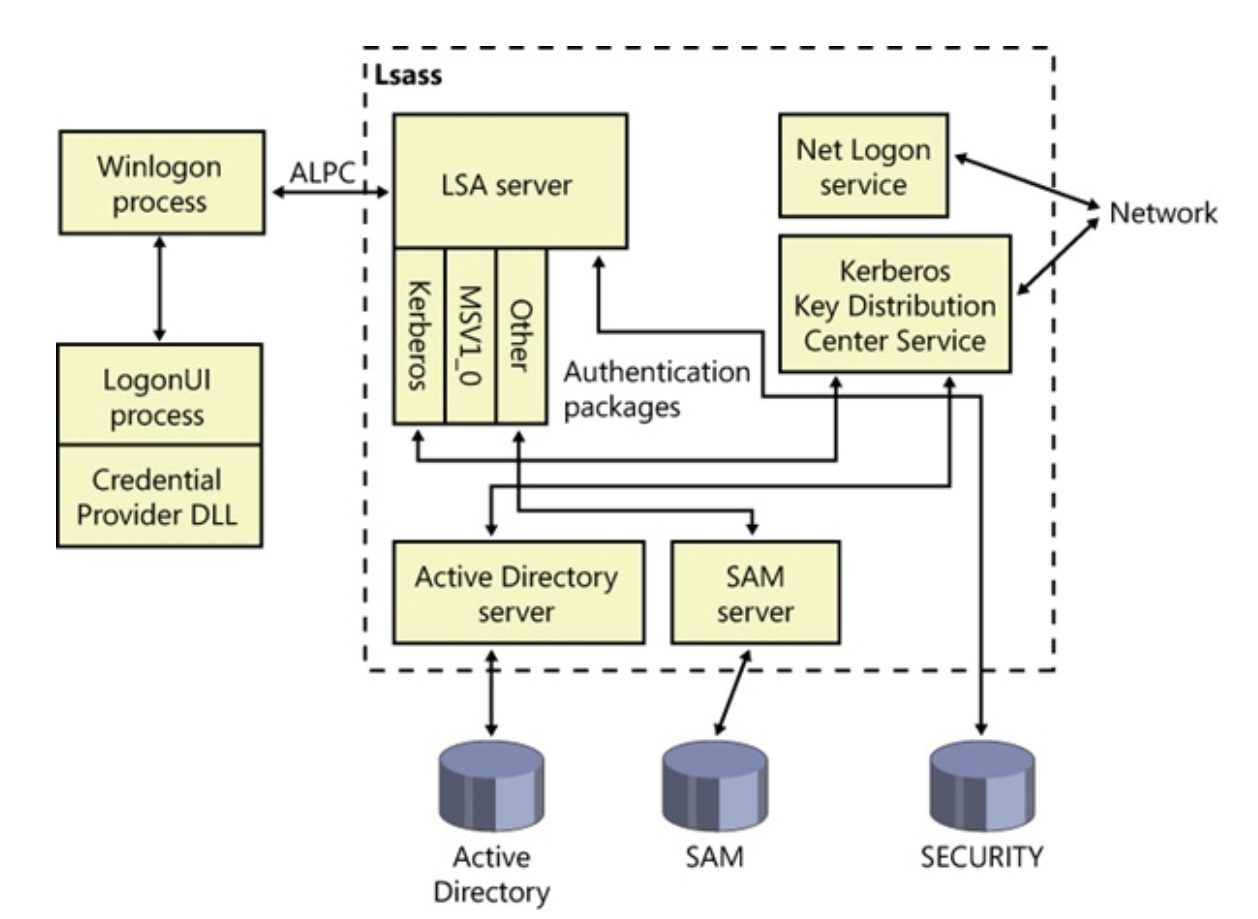 Lsass
Winlogon
process
ALPC
LSA server
Net Logon
service
Network
Kerberos
Key Distribution
Center Service
Kerberos
MSV1_0
Other
Authentication
packages
LogonUI
process
Credential
Provider DLL
Active Directory
server
SAM
server
Active
Directory
SAM
SECURITY